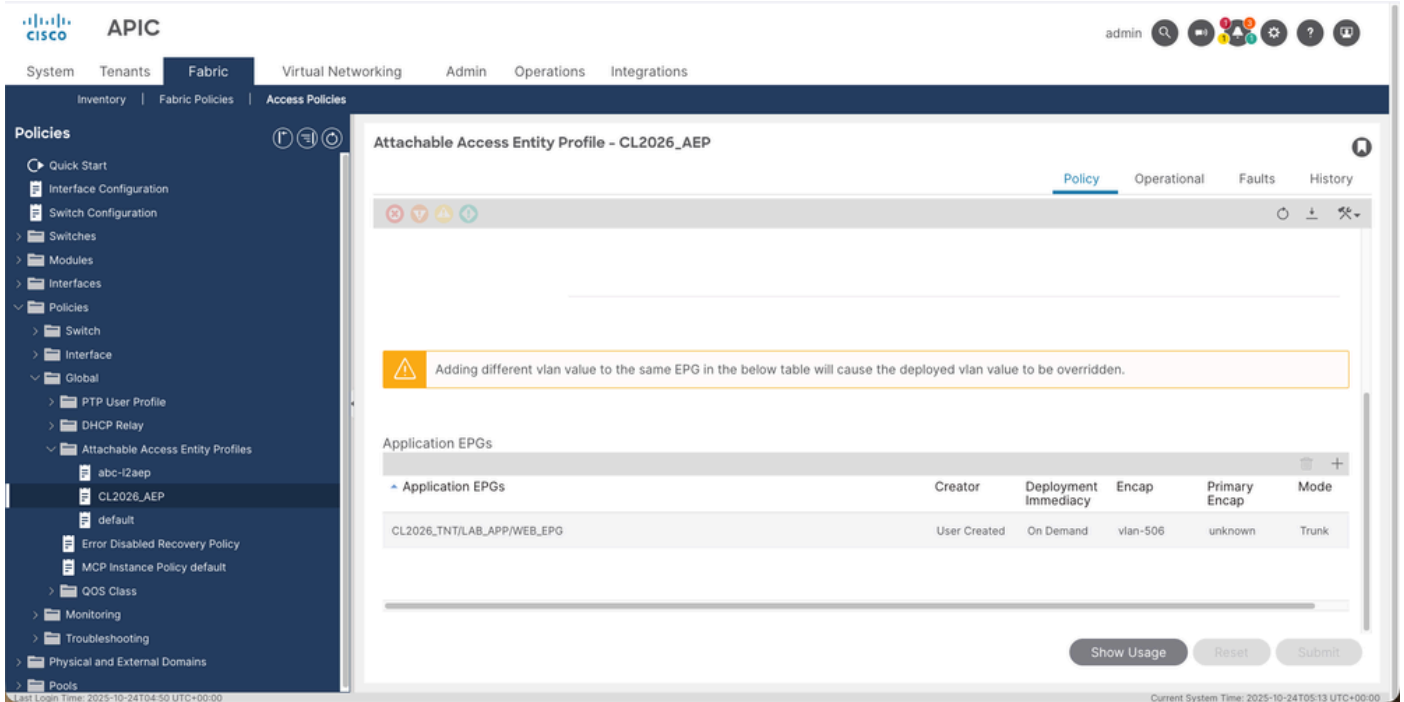 CISCO
APIC
admin
1
3
1
1
System Tenants Fabric Virtual Networking Admin Operations Integrations
Inventory | Fabric Policies | Access Policies
Policies
Quick Start
Interface Configuration
Switch Configuration
Switches
Modules
Interfaces
Policies
Switch
Interface
Global
PTP User Profile
DHCP Relay
Attachable Access Entity Profiles
abc-l2aep
CL2026_AEP
default
Error Disabled Recovery Policy
MCP Instance Policy default
QOS Class
Monitoring
Troubleshooting
Physical and External Domains
Pools
Attachable Access Entity Profile - CL2026_AEP
Policy Operational Faults History
Adding different vlan value to the same EPG in the below table will cause the deployed vlan value to be overridden.
Application EPGs
Application EPGs Creator Deployment Immediacy Encap Primary Encap Mode
CL2026_TNT/LAB_APP/WEB_EPG User Created On Demand vlan-506 unknown Trunk
Show Usage Reset Submit
Last Login Time: 2025-10-24T04:50 UTC+00:00
Current System Time: 2025-10-24T05:13 UTC+00:00